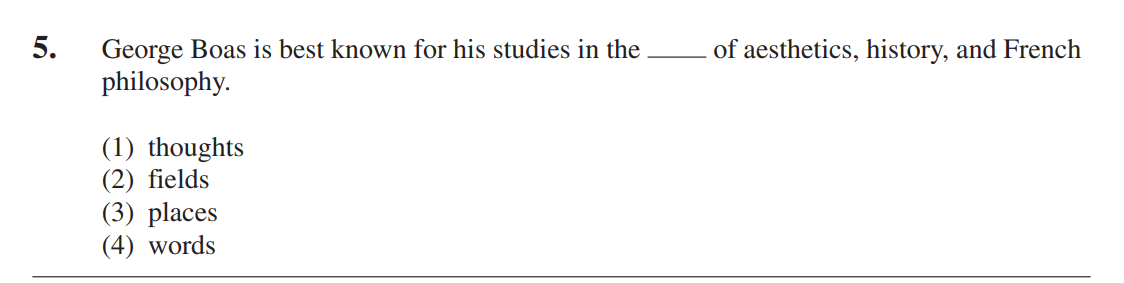 5. George Boas is best known for his studies in the ____ of aesthetics, history, and French
philosophy.
(1) thoughts
(2) fields
(3) places
(4) words